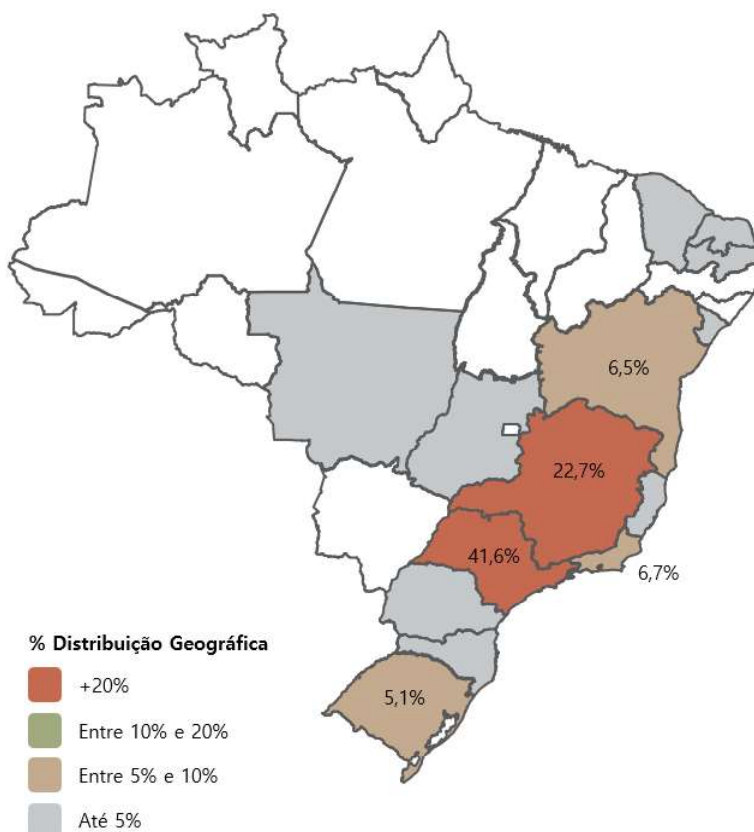 6,5%
22,7%
41,6%
6,7%
5,1%
% Distribuição Geográfica
+20%
Entre 10% e 20%
Entre 5% e 10%
Até 5%